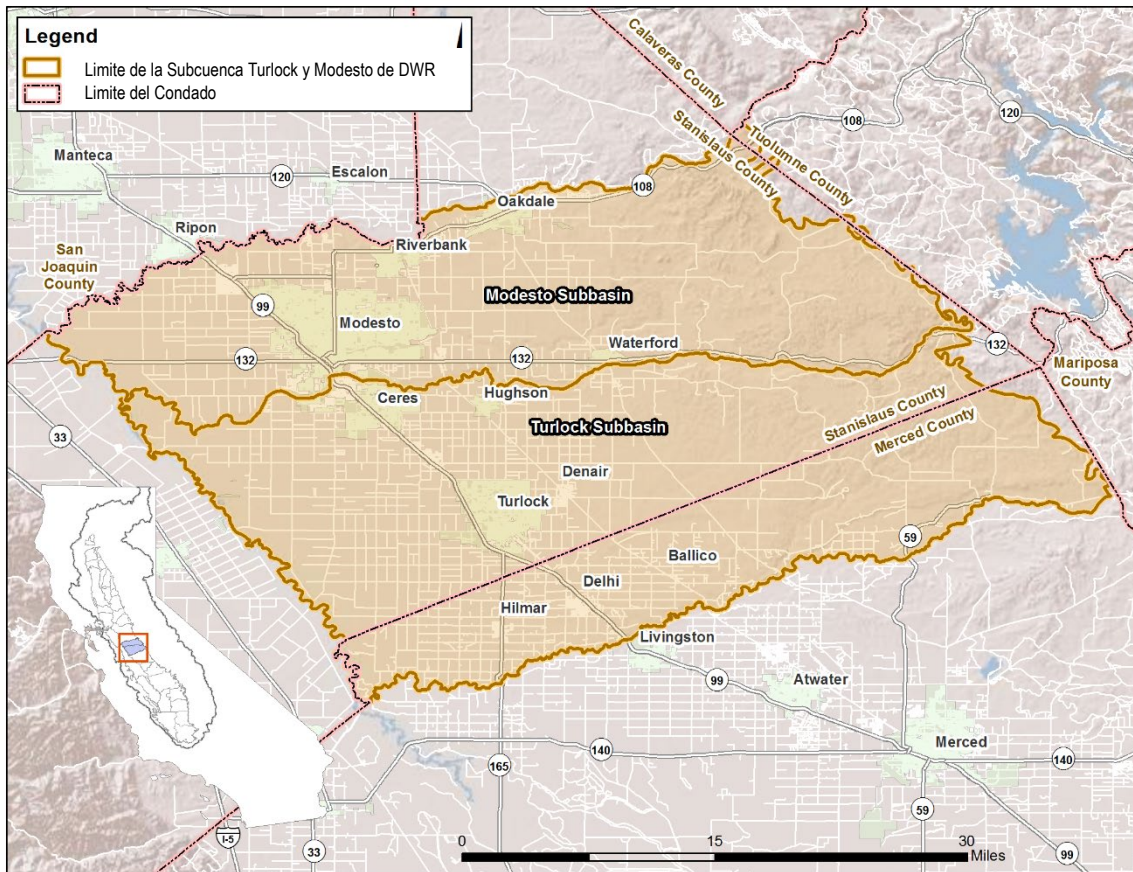 Legend
Limite de la Subcuenca Turlock y Modesto de DWR
Limite del Condado
Calaveras County
Stanislaus County
Tuolumne County
108
120
Manteca
120
Escalon
108
Oakdale
Ripon
Riverbank
San
Joaquin
County
99
Modesto Subbasin
Modesto
132
132
Waterford
132
Mariposa
County
Ceres
Hughson
Stanislaus County
Merced County
Turlock Subbasin
33
Denair
Turlock
59
Ballico
Delhi
Hilmar
Livingston
99
Atwater
Merced
140
140
165
59
I-5
33
99
0
15
30
Miles